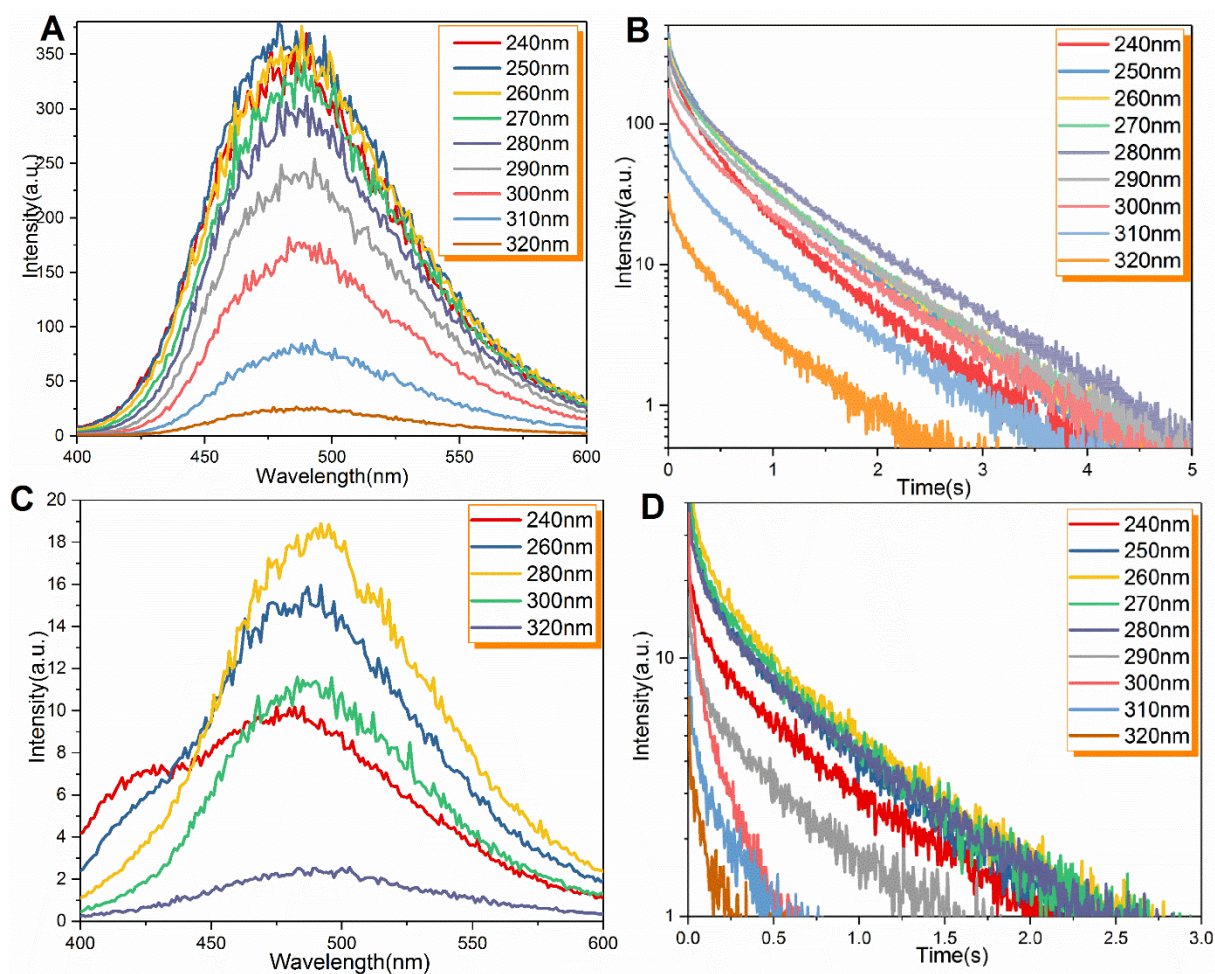 A
Intensity(a.u.)
350
300
250
200
150
100
50
0
400
450
500
550
600
Wavelength(nm)
240nm
250nm
260nm
270nm
280nm
290nm
300nm
310nm
320nm
B
Intensity(a.u.)
100
10
1
0
1
2
3
4
5
Time(s)
240nm
250nm
260nm
270nm
280nm
290nm
300nm
310nm
320nm
C
Intensity(a.u.)
20
18
16
14
12
10
8
6
4
2
0
400
450
500
550
600
Wavelength(nm)
240nm
260nm
280nm
300nm
320nm
D
Intensity(a.u.)
10
1
0.0
0.5
1.0
1.5
2.0
2.5
3.0
Time(s)
240nm
250nm
260nm
270nm
280nm
290nm
300nm
310nm
320nm